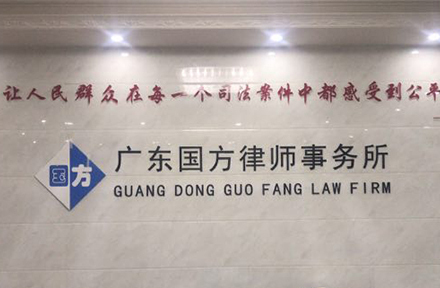 让人民群众在每一个司法案件中都感受到公平
国方
广东国方律师事务所
GUANG DONG GUO FANG LAW FIRM